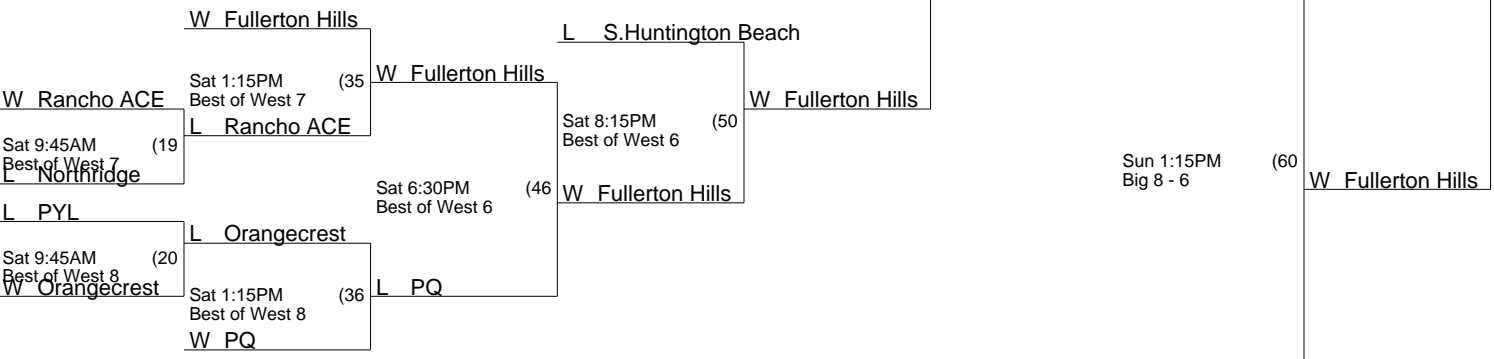 W Fullerton Hills
L S.Huntington Beach
Sat 1:15PM (35
Best of West 7
W Fullerton Hills
W Rancho ACE
W Fullerton Hills
L Rancho ACE
Sat 8:15PM (50
Best of West 6
Sat 9:45AM (19
Best of West 7
L Northridge
Sun 1:15PM (60
Big 8 - 6
W Fullerton Hills
Sat 6:30PM (46
Best of West 6
W Fullerton Hills
L PYL
L Orangecrest
Sat 9:45AM (20
Best of West 8
W Orangecrest
Sat 1:15PM (36
Best of West 8
L PQ
W PQ